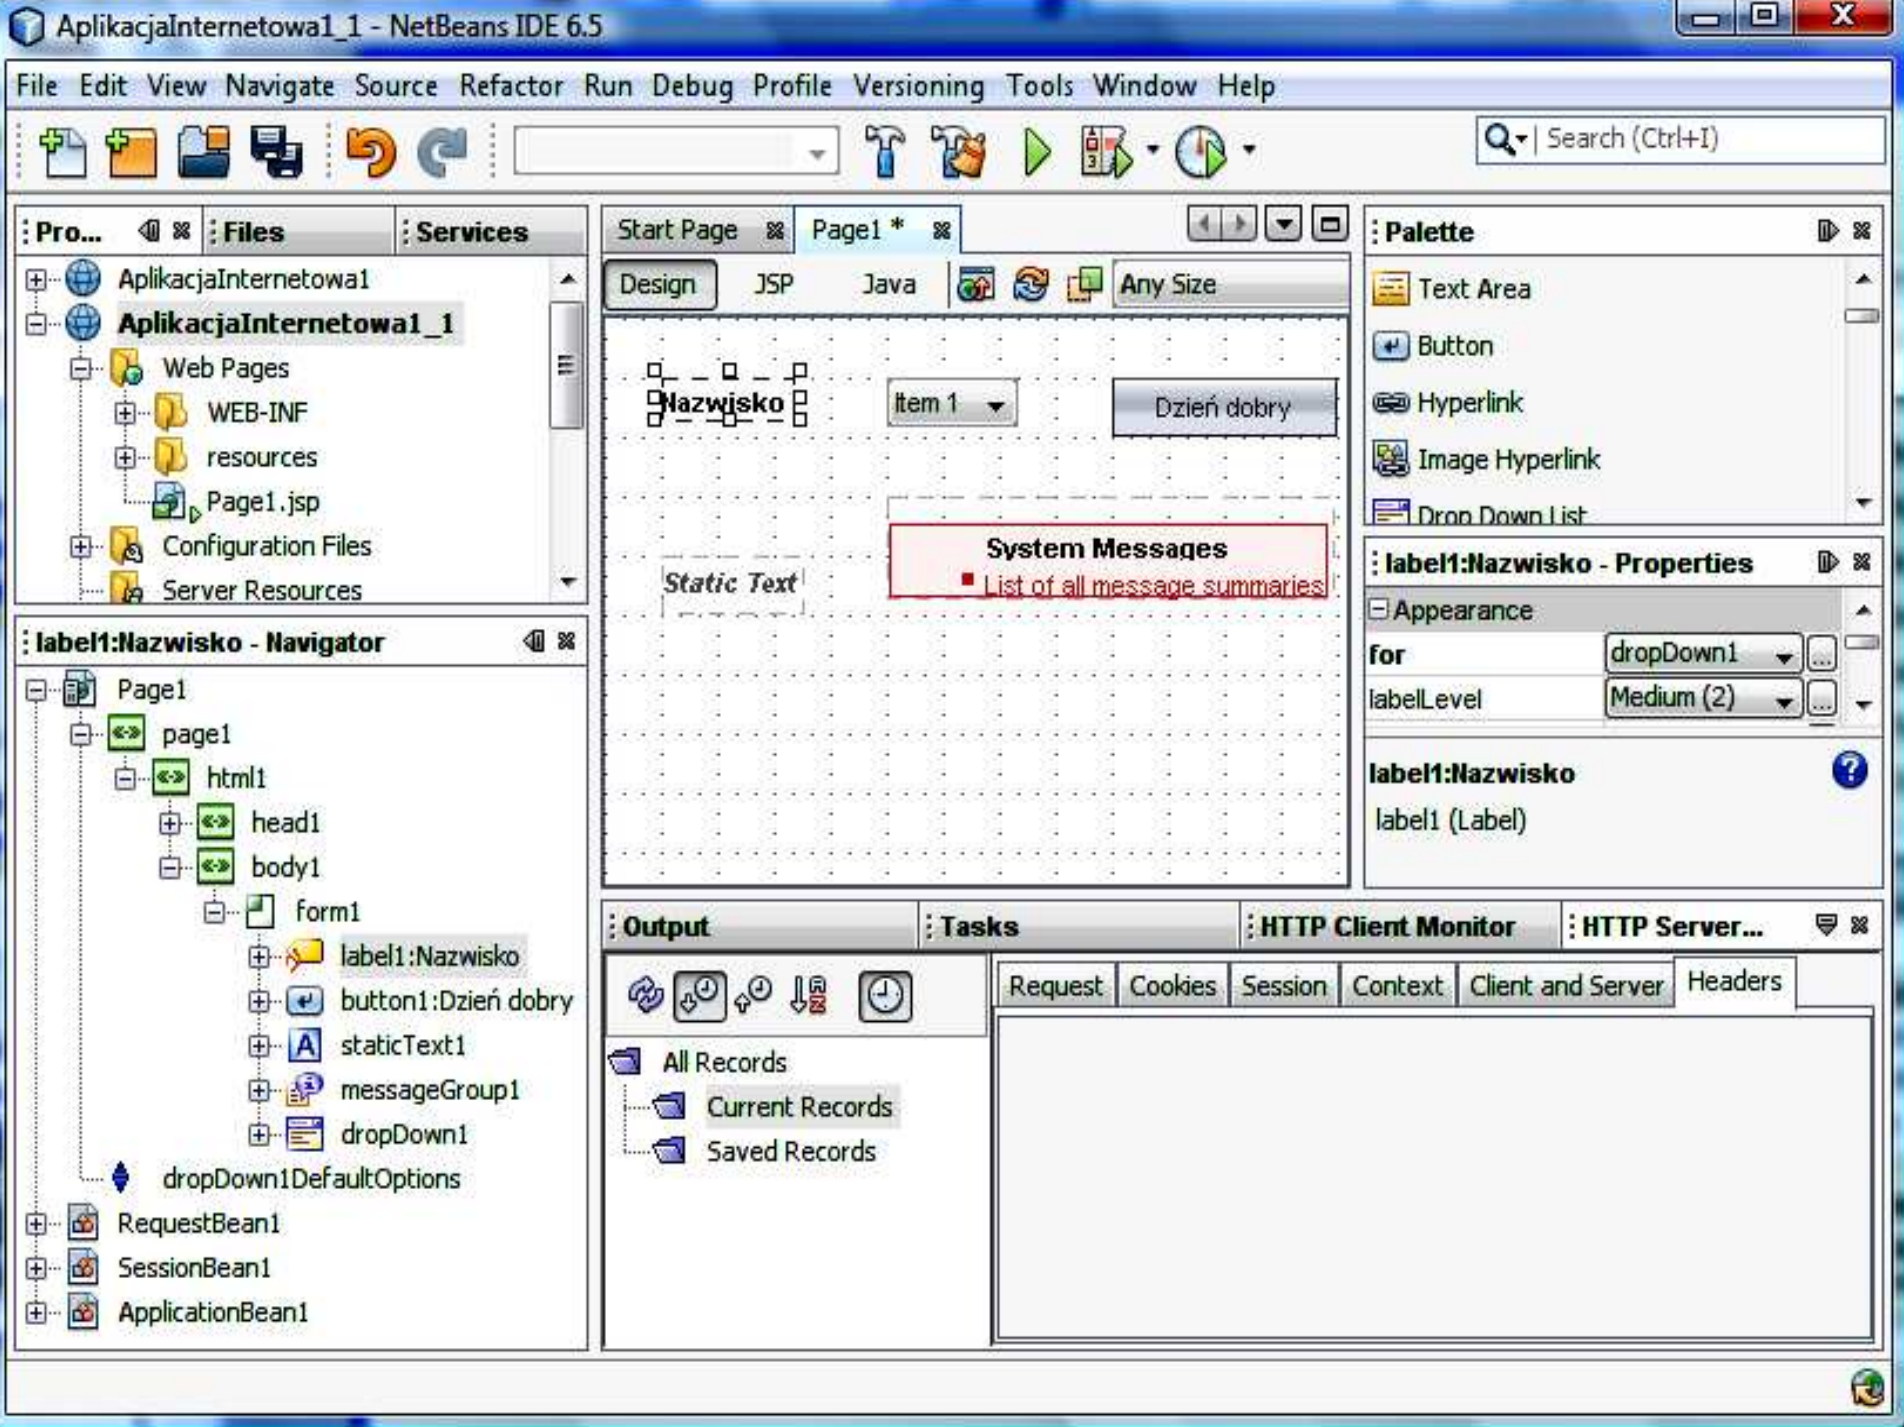 AplikacjaInternetowa1_1 - NetBeans IDE 6.5
File Edit View Navigate Source Refactor Run Debug Profile Versioning Tools Window Help
Search (Ctrl+I)
Pro... Files Services
AplikacjaInternetowa1
AplikacjaInternetowa1_1
Web Pages
WEB-INF
resources
Page1.jsp
Configuration Files
Server Resources
label1:Nazwisko - Navigator
Page1
page1
html1
head1
body1
form1
label1:Nazwisko
button1:Dzień dobry
staticText1
messageGroup1
dropDown1
dropDown1DefaultOptions
RequestBean1
SessionBean1
ApplicationBean1
Start Page Page1 *
Design JSP Java Any Size
Nazwisko Item 1 Dzień dobry
System Messages
List of all message summaries
Static Text
Palette
Text Area
Button
Hyperlink
Image Hyperlink
Drop Down List
label1:Nazwisko - Properties
Appearance
for dropDown1 ...
labelLevel Medium (2) ...
label1:Nazwisko
label1 (Label)
Output Tasks HTTP Client Monitor HTTP Server...
All Records
Current Records
Saved Records
Request Cookies Session Context Client and Server Headers